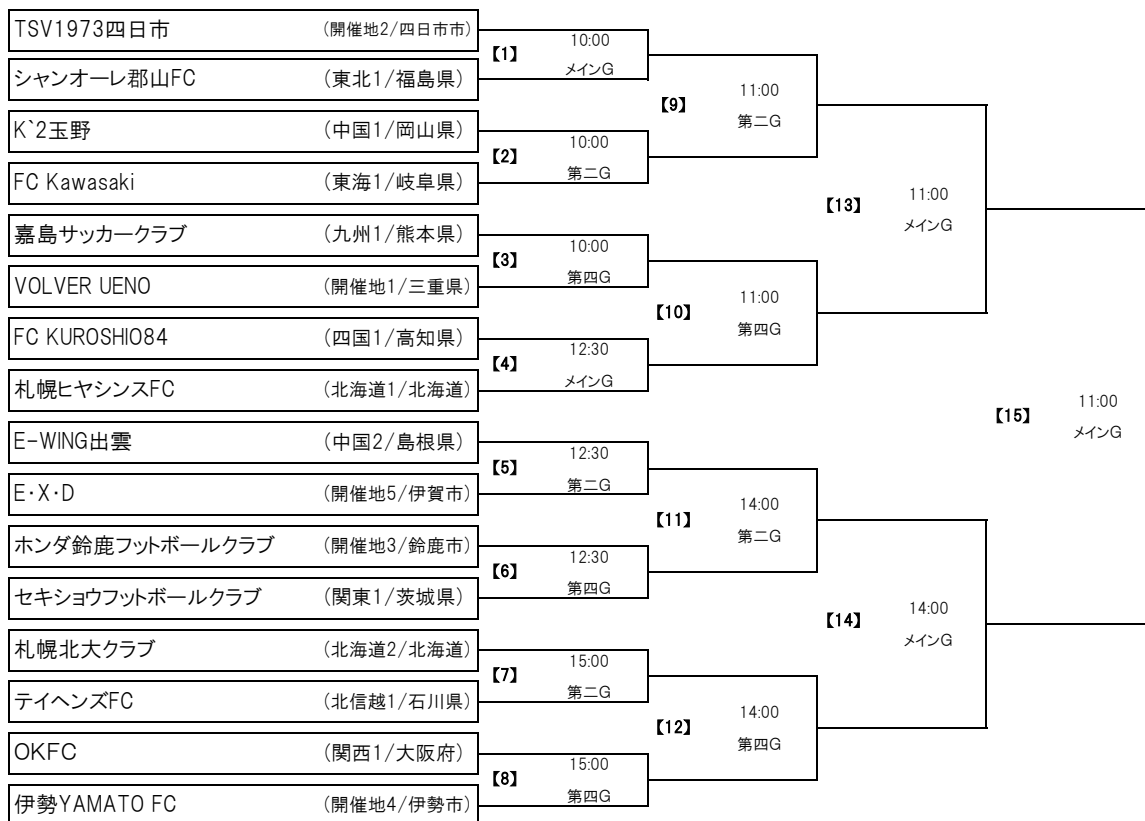 TSV1973四日市 (開催地2/四日市市)
【1】 10:00
メインG
シャンオーレ郡山FC (東北1/福島県)
【9】 11:00
第二G
K`2玉野 (中国1/岡山県)
【2】 10:00
第二G
FC Kawasaki (東海1/岐阜県)
【13】 11:00
メインG
嘉島サッカークラブ (九州1/熊本県)
【3】 10:00
第四G
VOLVER UENO (開催地1/三重県)
【10】 11:00
第四G
FC KUROSHIO84 (四国1/高知県)
【4】 12:30
メインG
札幌ヒヤシンスFC (北海道1/北海道)
【15】 11:00
メインG
E-WING出雲 (中国2/島根県)
【5】 12:30
第二G
E・X・D (開催地5/伊賀市)
【11】 14:00
第二G
ホンダ鈴鹿フットボールクラブ (開催地3/鈴鹿市)
【6】 12:30
第四G
セキショウフットボールクラブ (関東1/茨城県)
【14】 14:00
メインG
札幌北大クラブ (北海道2/北海道)
【7】 15:00
第二G
テイヘンズFC (北信越1/石川県)
【12】 14:00
第四G
OKFC (関西1/大阪府)
【8】 15:00
第四G
伊勢YAMATO FC (開催地4/伊勢市)